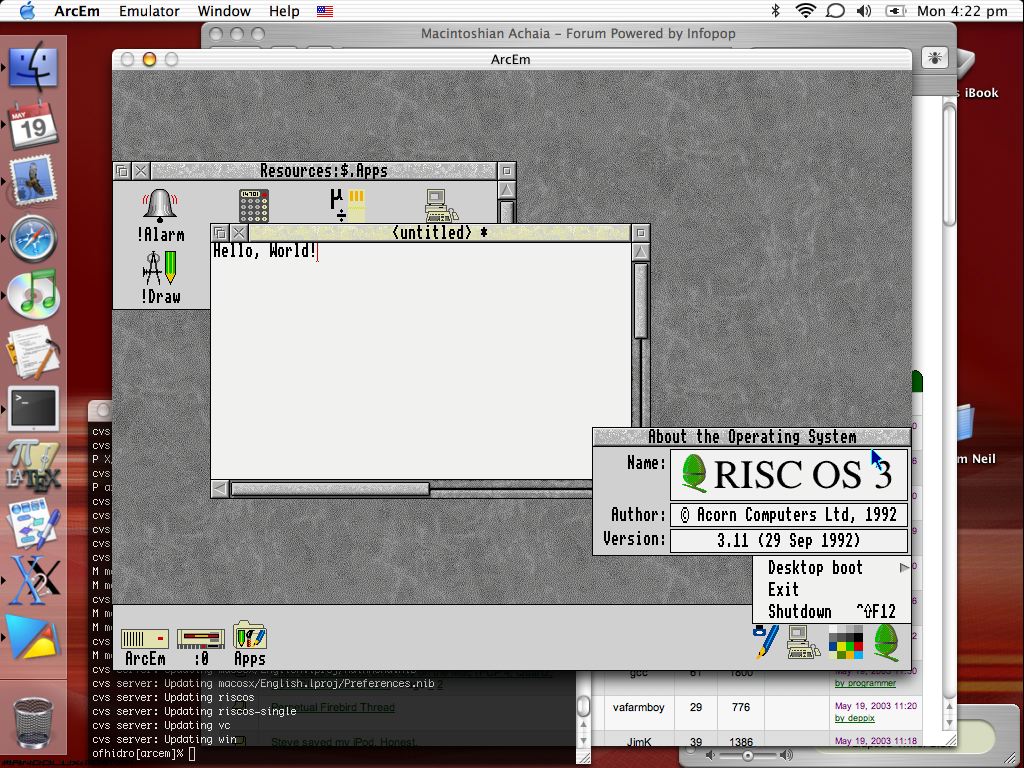 ArcEm Emulator Window Help Mon 4:22 pm
Macintoshian Achaia – Forum Powered by Infopop
ArcEm
MAY
19
Resources:$.Apps
!Alarm
!Draw
(untitled) *
Hello, World!
About the Operating System
Name:
RISC OS 3
Author:
© Acorn Computers Ltd, 1992
Version:
3.11 (29 Sep 1992)
Desktop boot
Exit
Shutdown ^⇧F12
ArcEm
:0
Apps
iBook
Neil
LATEX
cvs
cvs
P
cvs
P
cvs
cvs
cvs
cvs
cvs
cvs
M
cvs
M
M
cvs
M
cvs server: Updating macosx/English.lproj/Preferences.nib
cvs server: Updating riscos
cvs server: Updating riscos-single
cvs server: Updating vc
cvs server: Updating win
ofhidro[arcem]%
Perpetual Firebird Thread
Steve saved my iPod. Honest.
gcc 61 1800
by programmer
vafarmboy 29 776
May 19, 2003 11:20
by deppix
JimK 39 1386
May 19, 2003 11:18